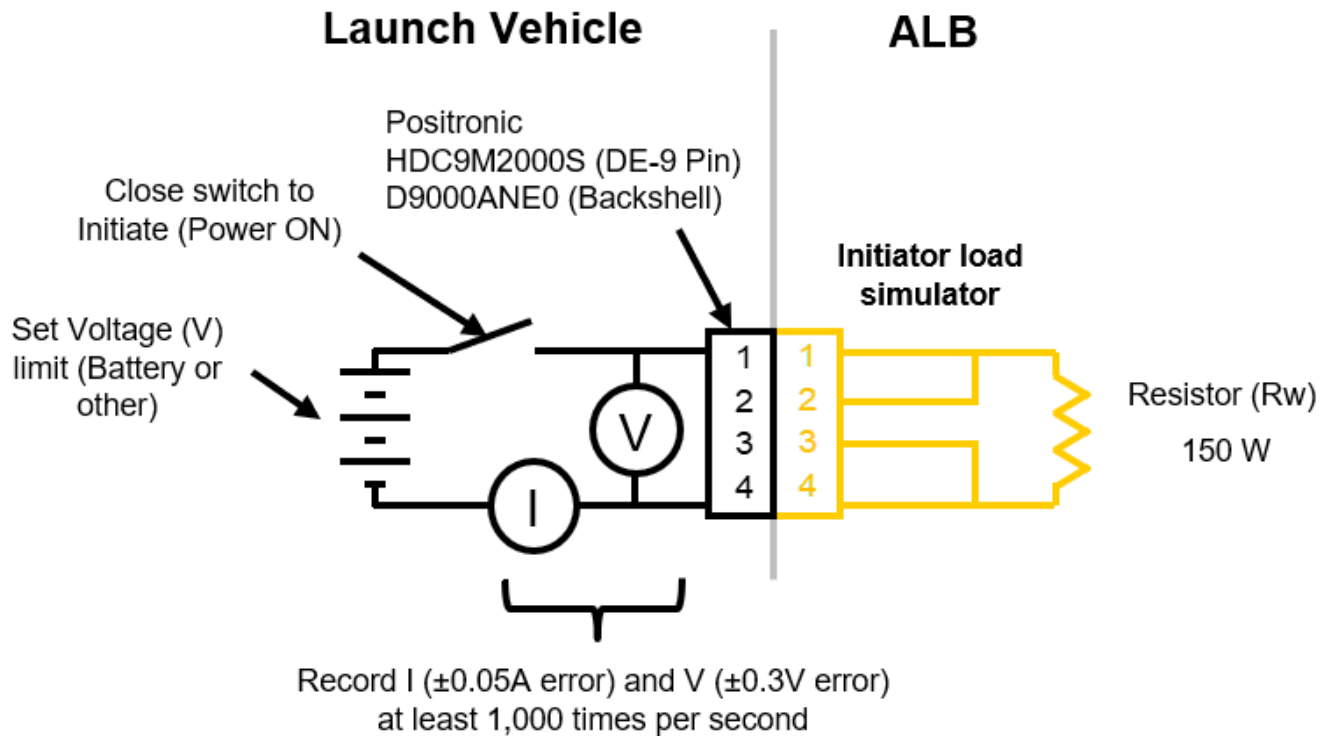 Launch Vehicle
ALB
Positronic
HDC9M2000S (DE-9 Pin)
D9000ANE0 (Backshell)
Close switch to
Initiate (Power ON)
Initiator load
simulator
Set Voltage (V)
limit (Battery or
other)
1
2
3
4
1
2
3
4
V
I
Resistor (Rw)
150 W
Record I (±0.05A error) and V (±0.3V error)
at least 1,000 times per second